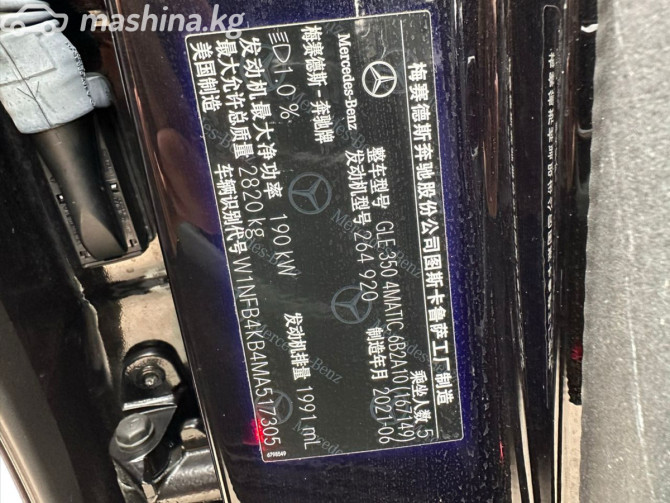 mashina.kg
梅赛德斯奔驰股份公司图斯卡鲁萨工厂制造
Mercedes-Benz
梅赛德斯-奔驰牌
乘坐人数 5
整车型号 GLE 350 4MATIC 6B2A10 167149
发动机型号 264 920
制造年月 2021-06
1.0 %
发动机最大净功率 190 kW
发动机排量 1991 mL
最大允许总质量 2820 kg
美国制造
车辆识别代号 W1NFB4KB4MA517305
6798549